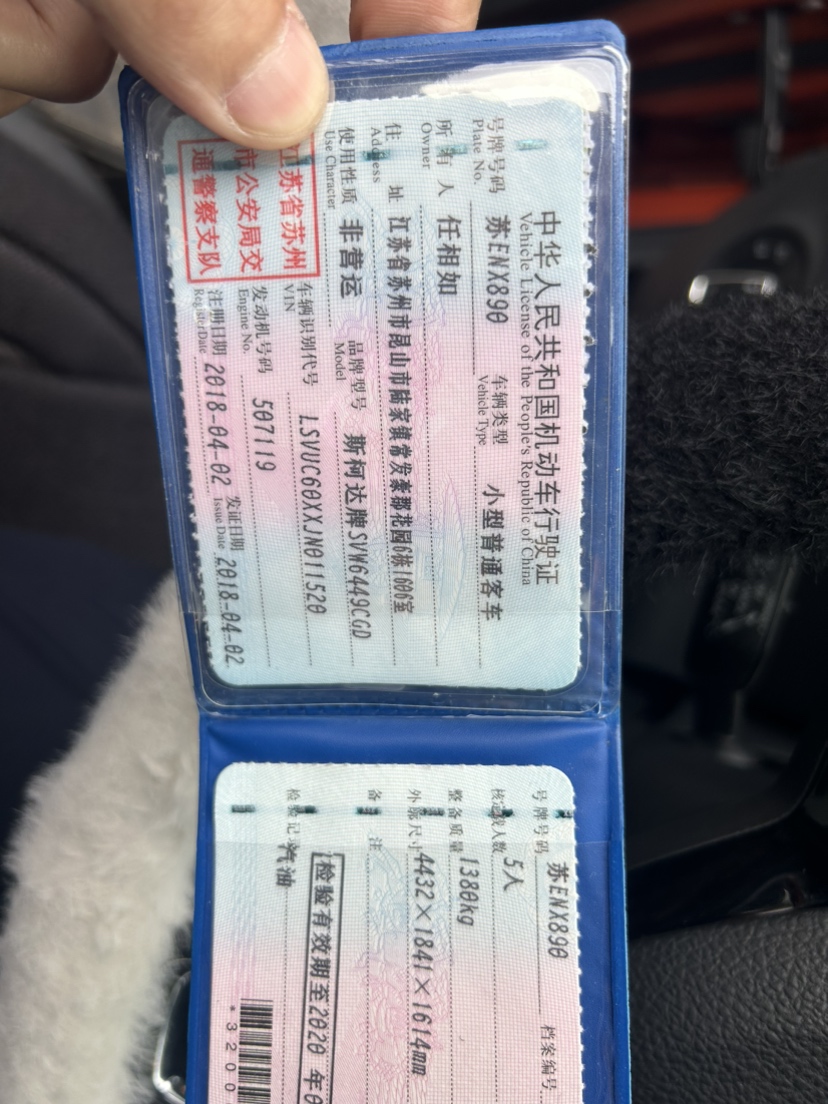 中华人民共和国机动车行驶证
Vehicle License of the People's Republic of China
号牌号码 苏ENX890 车辆类型 小型普通客车
Plate No. Vehicle Type
所有人 任相如
Owner
住址 江苏省苏州市昆山市陆家镇常发豪郡花园6栋1606室
Address
使用性质 非营运 品牌型号 斯柯达牌SVW6449CGD
Use Character Model
车辆识别代号 LSVUC60XXJN011520
VIN
发动机号码 507119
Engine No.
注册日期 2018-04-02 发证日期 2018-04-02
Register Date Issue Date
江苏省苏州
市公安局交
通警察支队
号牌号码 苏ENX890 档案编号
核定载人数 5人
整备质量 1380kg
外廓尺寸 4432×1841×1614mm
备注
检验有效期至2020年0
检验记 汽油
*3200